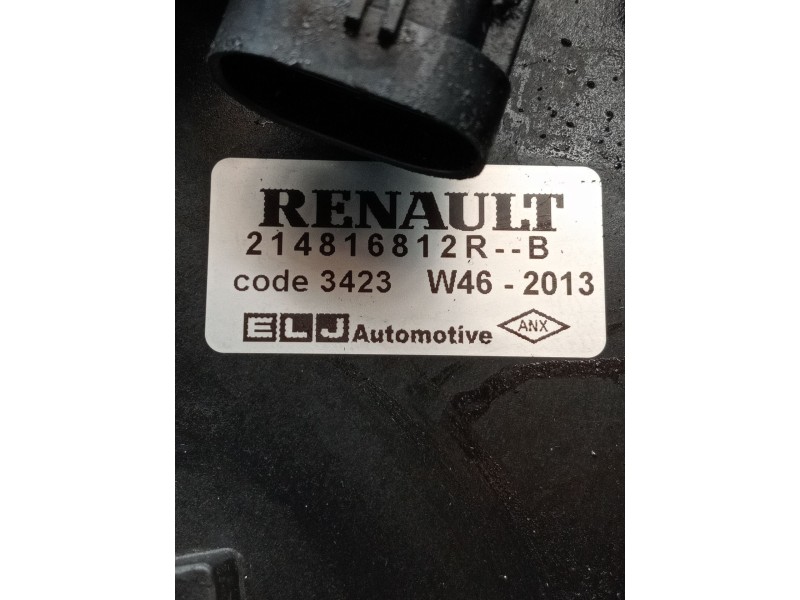 RENAULT
214816812R--B
code 3423 W46 - 2013
ELJ Automotive ANX